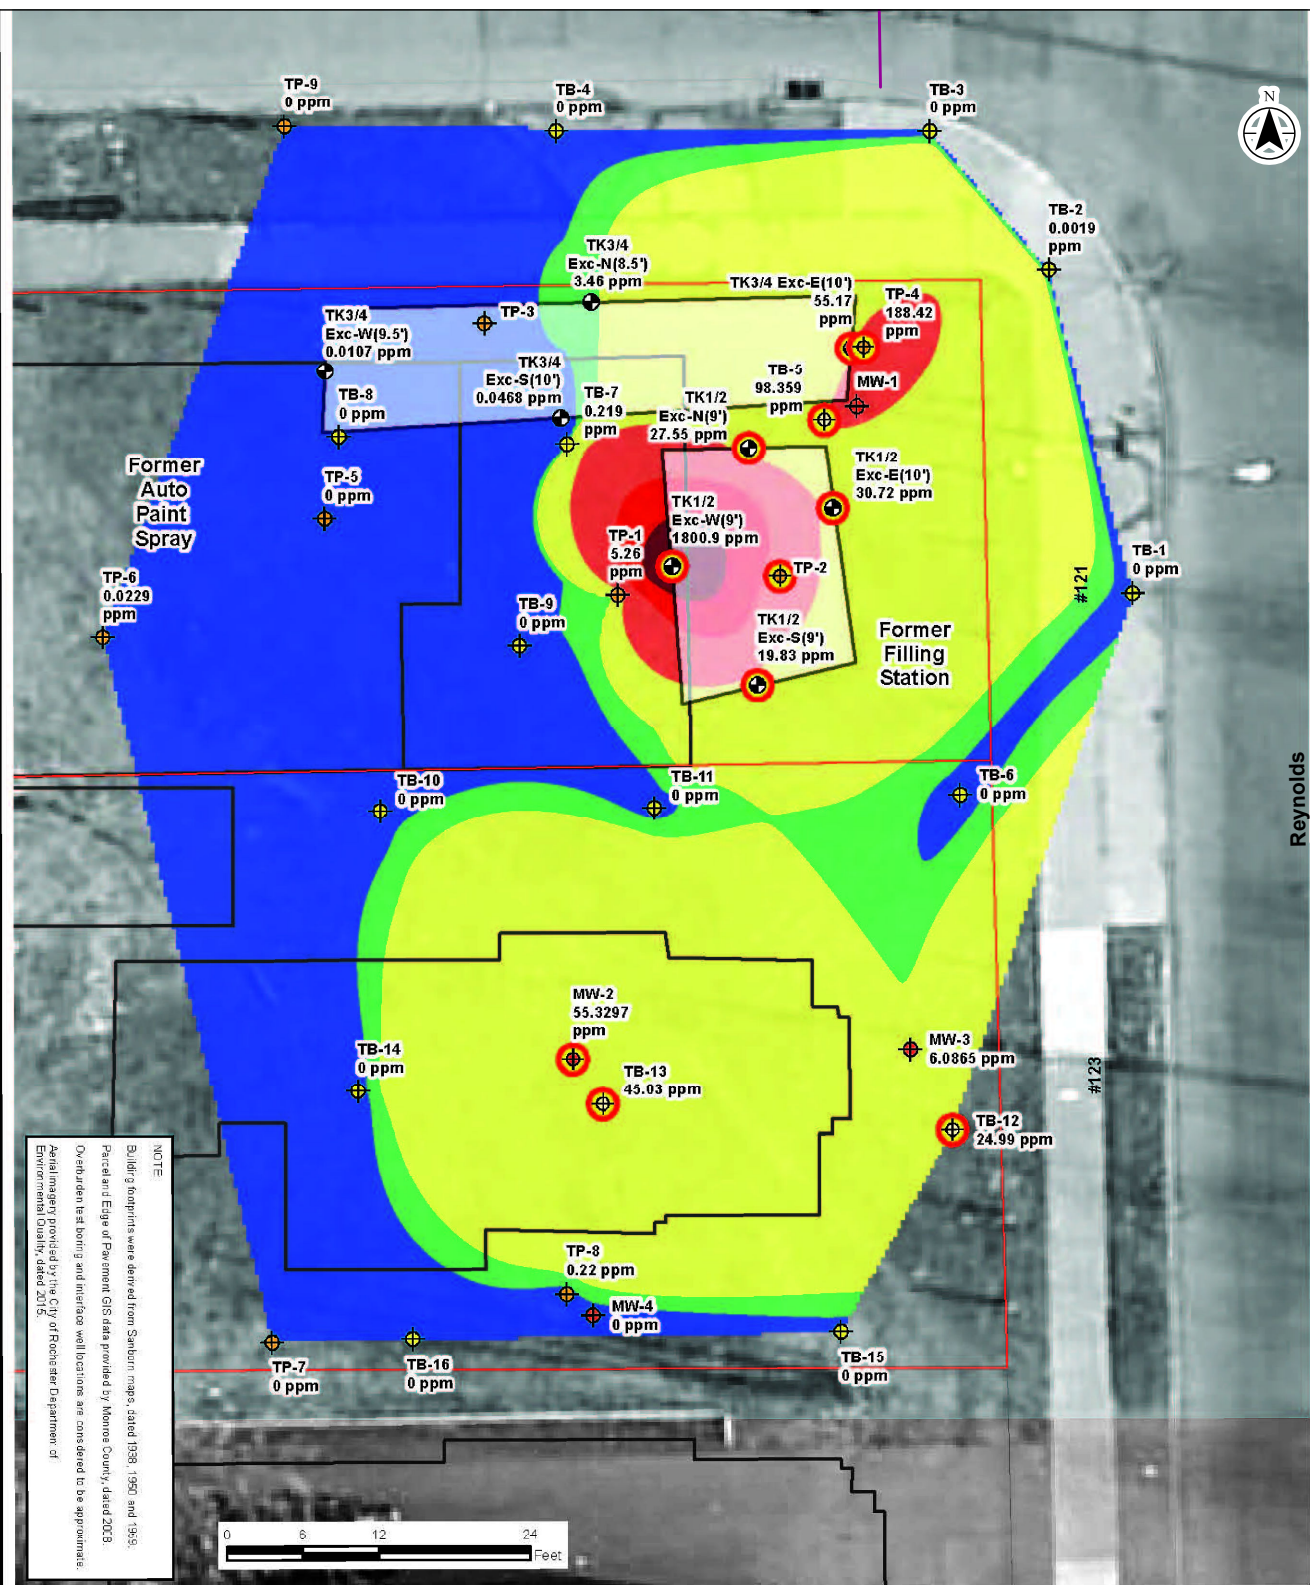 TP-9
0 ppm
TB-4
0 ppm
TB-3
0 ppm
N
TB-2
0.0019
ppm
TK3/4
Exc-N(8.5')
3.46 ppm
TK3/4 Exc-E(10')
55.17
ppm
TP-4
188.42
ppm
TK3/4
Exc-W(9.5')
0.0107 ppm
TP-3
TK3/4
Exc-S(10')
0.0468 ppm
TB-5
98.359
ppm
MW-1
TB-8
0 ppm
TB-7
0.219
ppm
TK1/2
Exc-N(9')
27.55 ppm
TK1/2
Exc-E(10')
30.72 ppm
Former
Auto
Paint
Spray
TP-5
0 ppm
TK1/2
Exc-W(9')
1800.9 ppm
TP-1
5.26
ppm
TP-2
TB-1
0 ppm
#121
TP-6
0.0229
ppm
TB-9
0 ppm
TK1/2
Exc-S(9')
19.83 ppm
Former
Filling
Station
TB-10
0 ppm
TB-11
0 ppm
TB-6
0 ppm
Reynolds
MW-2
55.3297
ppm
MW-3
6.0865 ppm
TB-14
0 ppm
TB-13
45.03 ppm
#123
TB-12
24.99 ppm
TP-8
0.22 ppm
MW-4
0 ppm
TP-7
0 ppm
TB-16
0 ppm
TB-15
0 ppm
NOTE:
Building footprints were derived from Sanborn maps, dated 1938, 1950 and 1969.
Parcel and Edge of Pavement GIS data provided by Monroe County, dated 2008.
Overburden test boring and interface well locations are considered to be approximate.
Aerial imagery provided by the City of Rochester Department of
Environmental Quality, dated 2015.
0 6 12 24
Feet